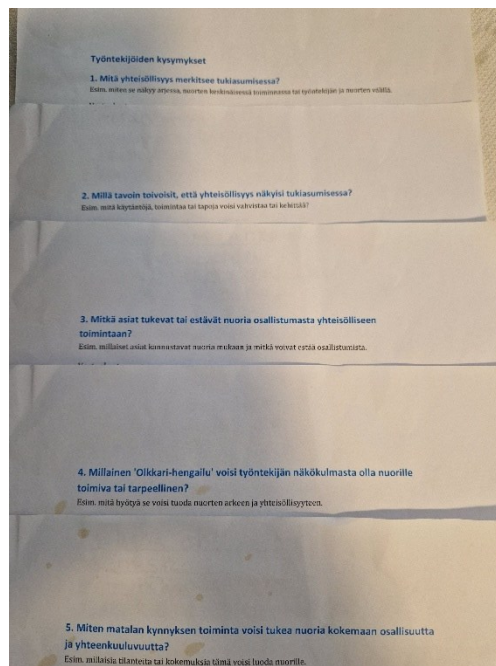 Työntekijöiden kysymykset
1. Mitä yhteisöllisyys merkitsee tukiasumisessa?
Esim. miten se näkyy arjessa, nuorten keskinäisessä toiminnassa tai työntekijän ja nuorten välillä.
2. Millä tavoin toivoisit, että yhteisöllisyys näkyisi tukiasumisessa?
Esim. mitä käytäntöjä, toimintaa tai tapoja voisi vahvistaa tai kehittää?
3. Mitkä asiat tukevat tai estävät nuoria osallistumasta yhteisölliseen
toimintaan?
Esim. millaiset asiat kannustavat nuoria mukaan ja mitkä voivat estää osallistumista.
4. Millainen 'Olkkari-hengailu' voisi työntekijän näkökulmasta olla nuorille
toimiva tai tarpeellinen?
Esim. mitä hyötyä se voisi tuoda nuorten arkeen ja yhteisöllisyyteen.
5. Miten matalan kynnyksen toiminta voisi tukea nuoria kokemaan osallisuutta
ja yhteenkuuluvuutta?
Esim. millaisia tilanteita tai kokemuksia tämä voisi luoda nuorille.